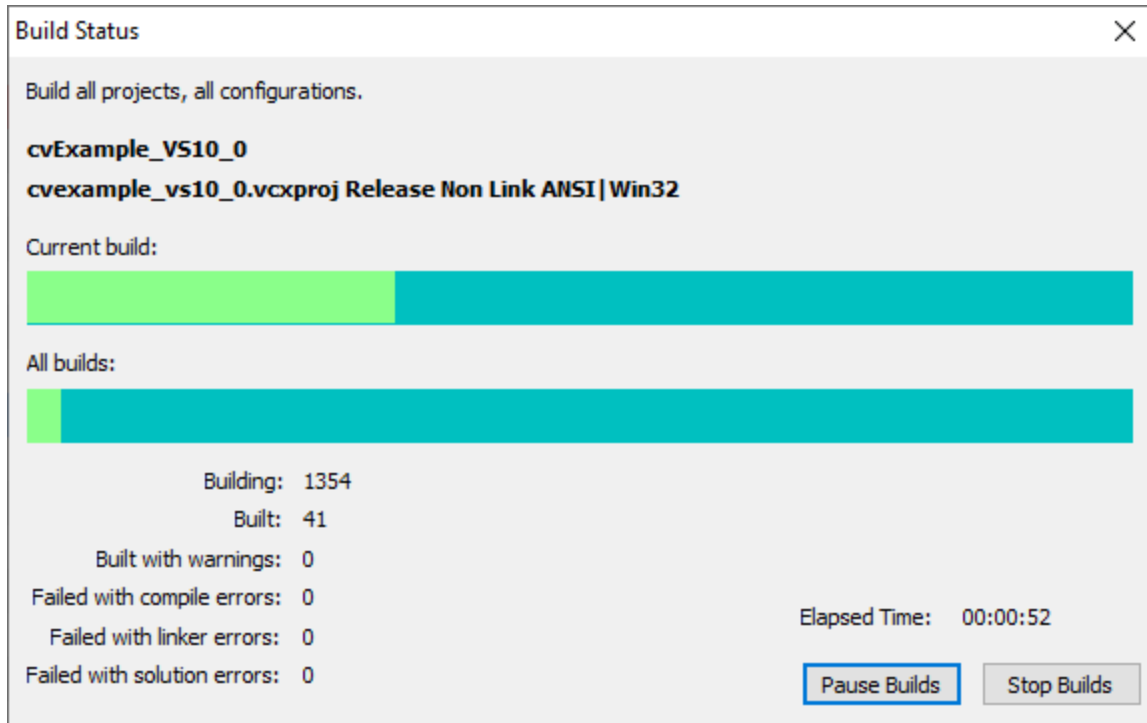 Build Status
Build all projects, all configurations.
cvExample_VS10_0
cvexample_vs10_0.vcxproj Release Non Link ANSI|Win32
Current build:
All builds:
Building: 1354
Built: 41
Built with warnings: 0
Failed with compile errors: 0
Failed with linker errors: 0
Failed with solution errors: 0
Elapsed Time: 00:00:52
Pause Builds
Stop Builds